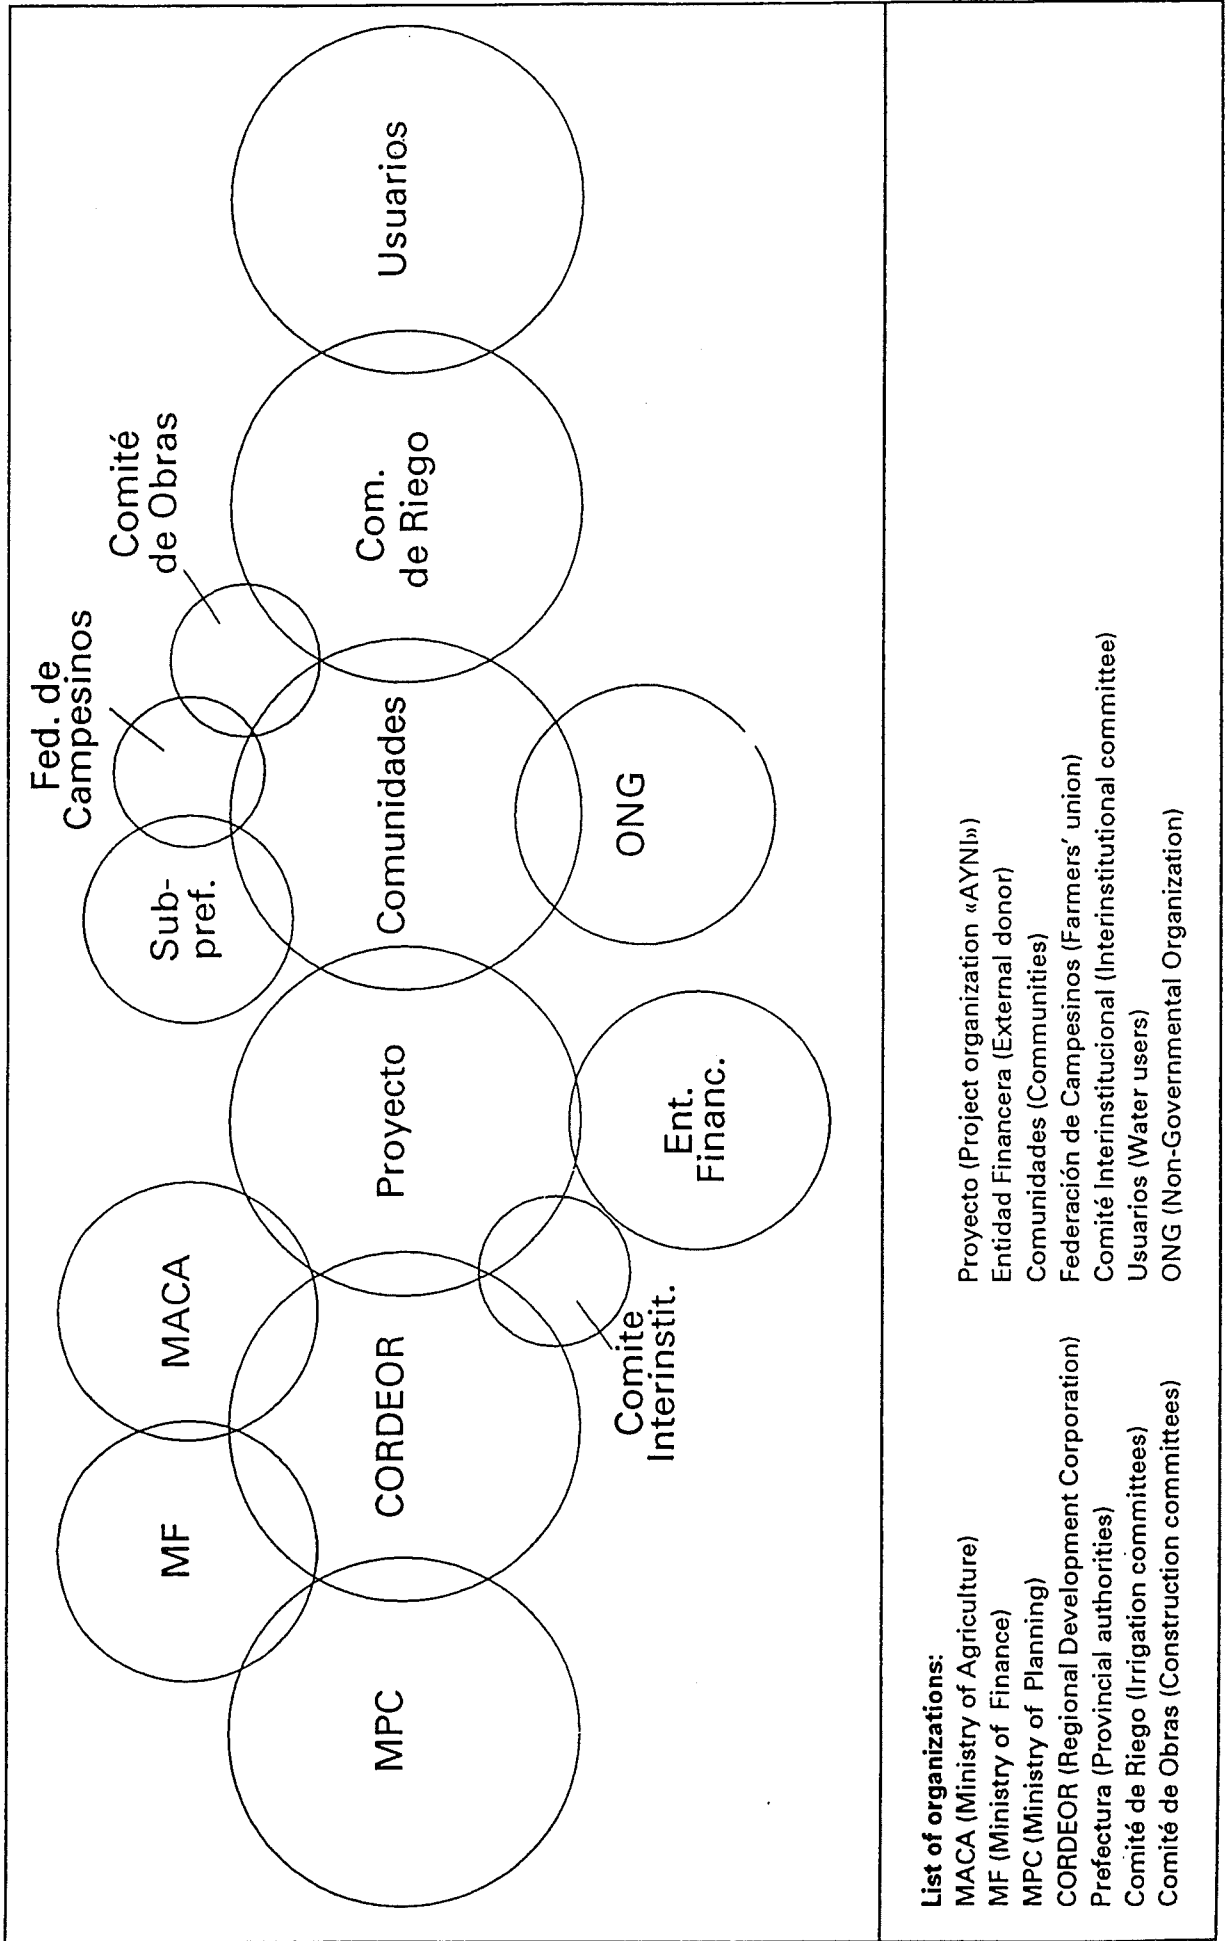 Fed. de
Campesinos
Comité
de Obras
Sub-
pref.
MF
MACA
MPC
CORDEOR
Proyecto
Comunidades
Com.
de Riego
Usuarios
Comite
Interinstit.
Ent.
Financ.
ONG
List of organizations:
MACA (Ministry of Agriculture)
MF (Ministry of Finance)
MPC (Ministry of Planning)
CORDEOR (Regional Development Corporation)
Prefectura (Provincial authorities)
Comité de Riego (Irrigation committees)
Comité de Obras (Construction committees)
Proyecto (Project organization «AYNI»)
Entidad Financera (External donor)
Comunidades (Communities)
Federación de Campesinos (Farmers' union)
Comité Interinstitucional (Interinstitutional committee)
Usuarios (Water users)
ONG (Non-Governmental Organization)